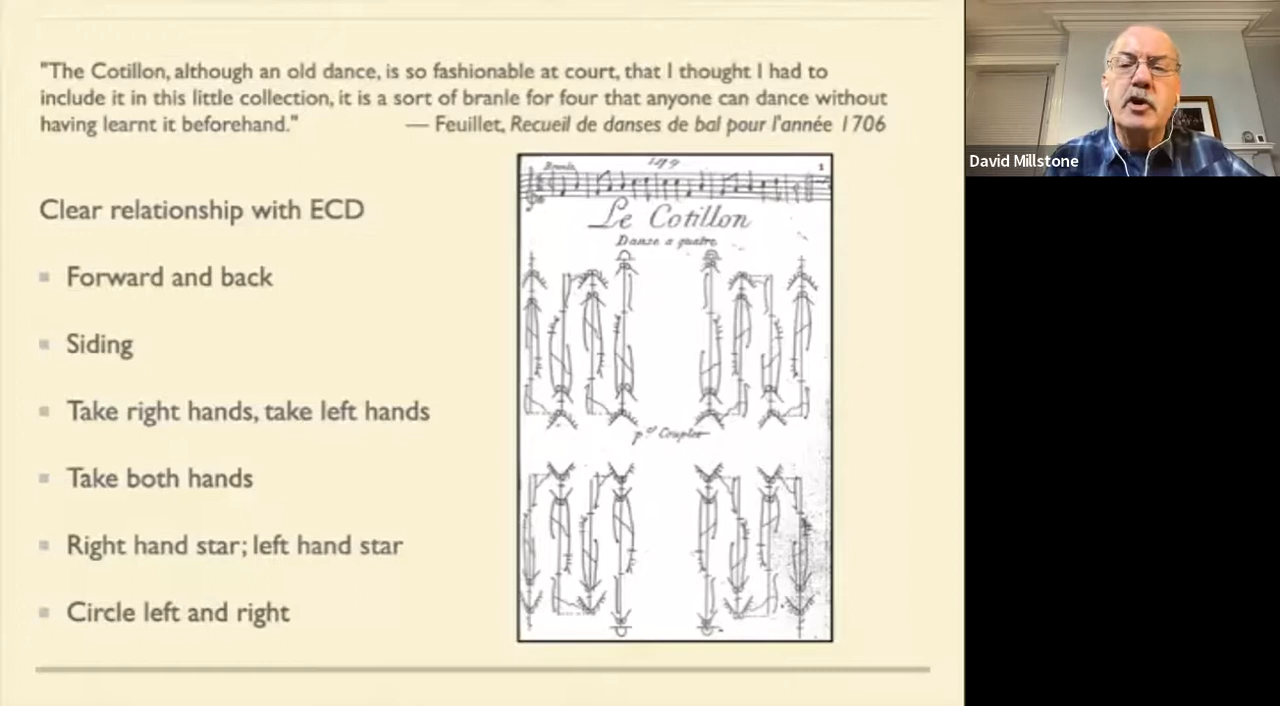 "The Cotillon, although an old dance, is so fashionable at court, that I thought I had to
include it in this little collection, it is a sort of branle for four that anyone can dance without
having learnt it beforehand."
— Feuillet, Recueil de danses de bal pour l'année 1706
Clear relationship with ECD
Forward and back
Siding
Take right hands, take left hands
Take both hands
Right hand star; left hand star
Circle left and right
1
Le Cotillon
Danse a quatre
Couplet
David Millstone